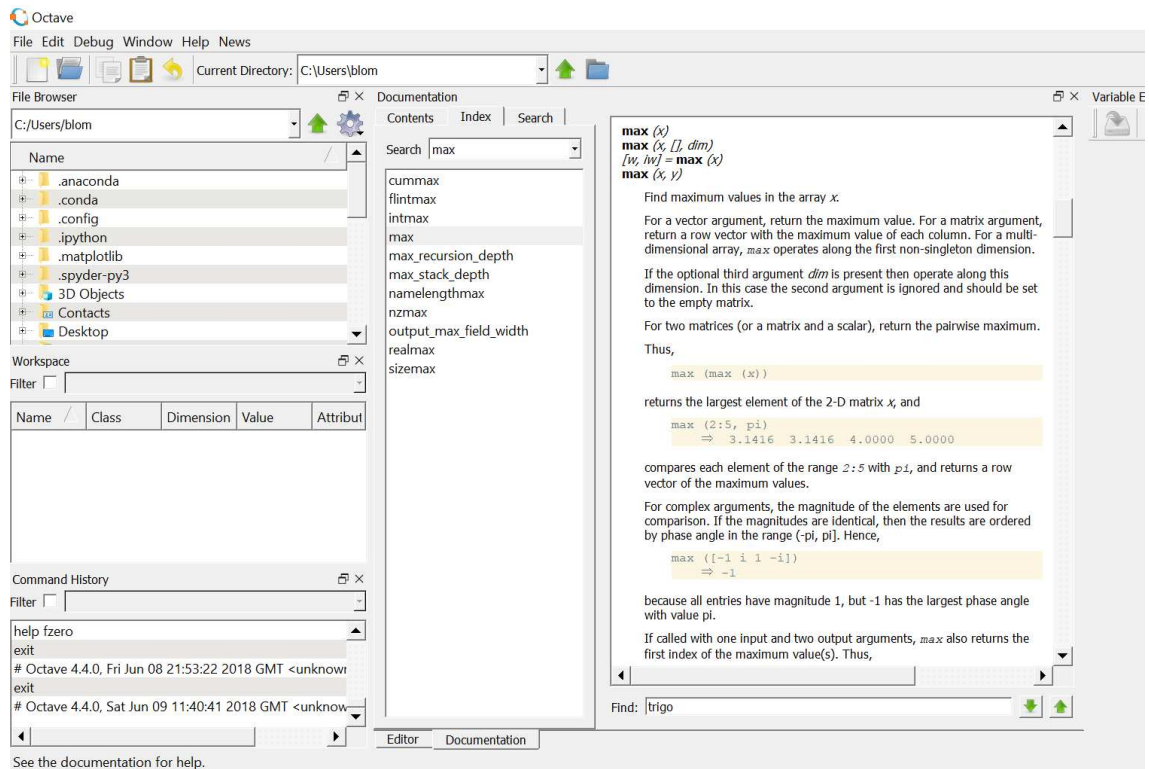 Octave
File Edit Debug Window Help News
Current Directory: C:\Users\blom
File Browser
C:/Users/blom
Name
.anaconda
.conda
.config
.ipython
.matplotlib
.spyder-py3
3D Objects
Contacts
Desktop
Workspace
Filter
Name Class Dimension Value Attribut
Command History
Filter
help fzero
exit
# Octave 4.4.0, Fri Jun 08 21:53:22 2018 GMT <unknowr
exit
# Octave 4.4.0, Sat Jun 09 11:40:41 2018 GMT <unknow
Documentation
Contents Index Search
Search max
cummax
flintmax
intmax
max
max_recursion_depth
max_stack_depth
namelengthmax
nzmax
output_max_field_width
realmax
sizemax
max (x)
max (x, [], dim)
[w, iw] = max (x)
max (x, y)
Find maximum values in the array x.
For a vector argument, return the maximum value. For a matrix argument,
return a row vector with the maximum value of each column. For a multi-
dimensional array, max operates along the first non-singleton dimension.
If the optional third argument dim is present then operate along this
dimension. In this case the second argument is ignored and should be set
to the empty matrix.
For two matrices (or a matrix and a scalar), return the pairwise maximum.
Thus,
max (max (x))
returns the largest element of the 2-D matrix x, and
max (2:5, pi)
⇒ 3.1416 3.1416 4.0000 5.0000
compares each element of the range 2:5 with pi, and returns a row
vector of the maximum values.
For complex arguments, the magnitude of the elements are used for
comparison. If the magnitudes are identical, then the results are ordered
by phase angle in the range (-pi, pi]. Hence,
max ([-1 i 1 -i])
⇒ -1
because all entries have magnitude 1, but -1 has the largest phase angle
with value pi.
If called with one input and two output arguments, max also returns the
first index of the maximum value(s). Thus,
Find: trigo
Editor Documentation
Variable E
See the documentation for help.